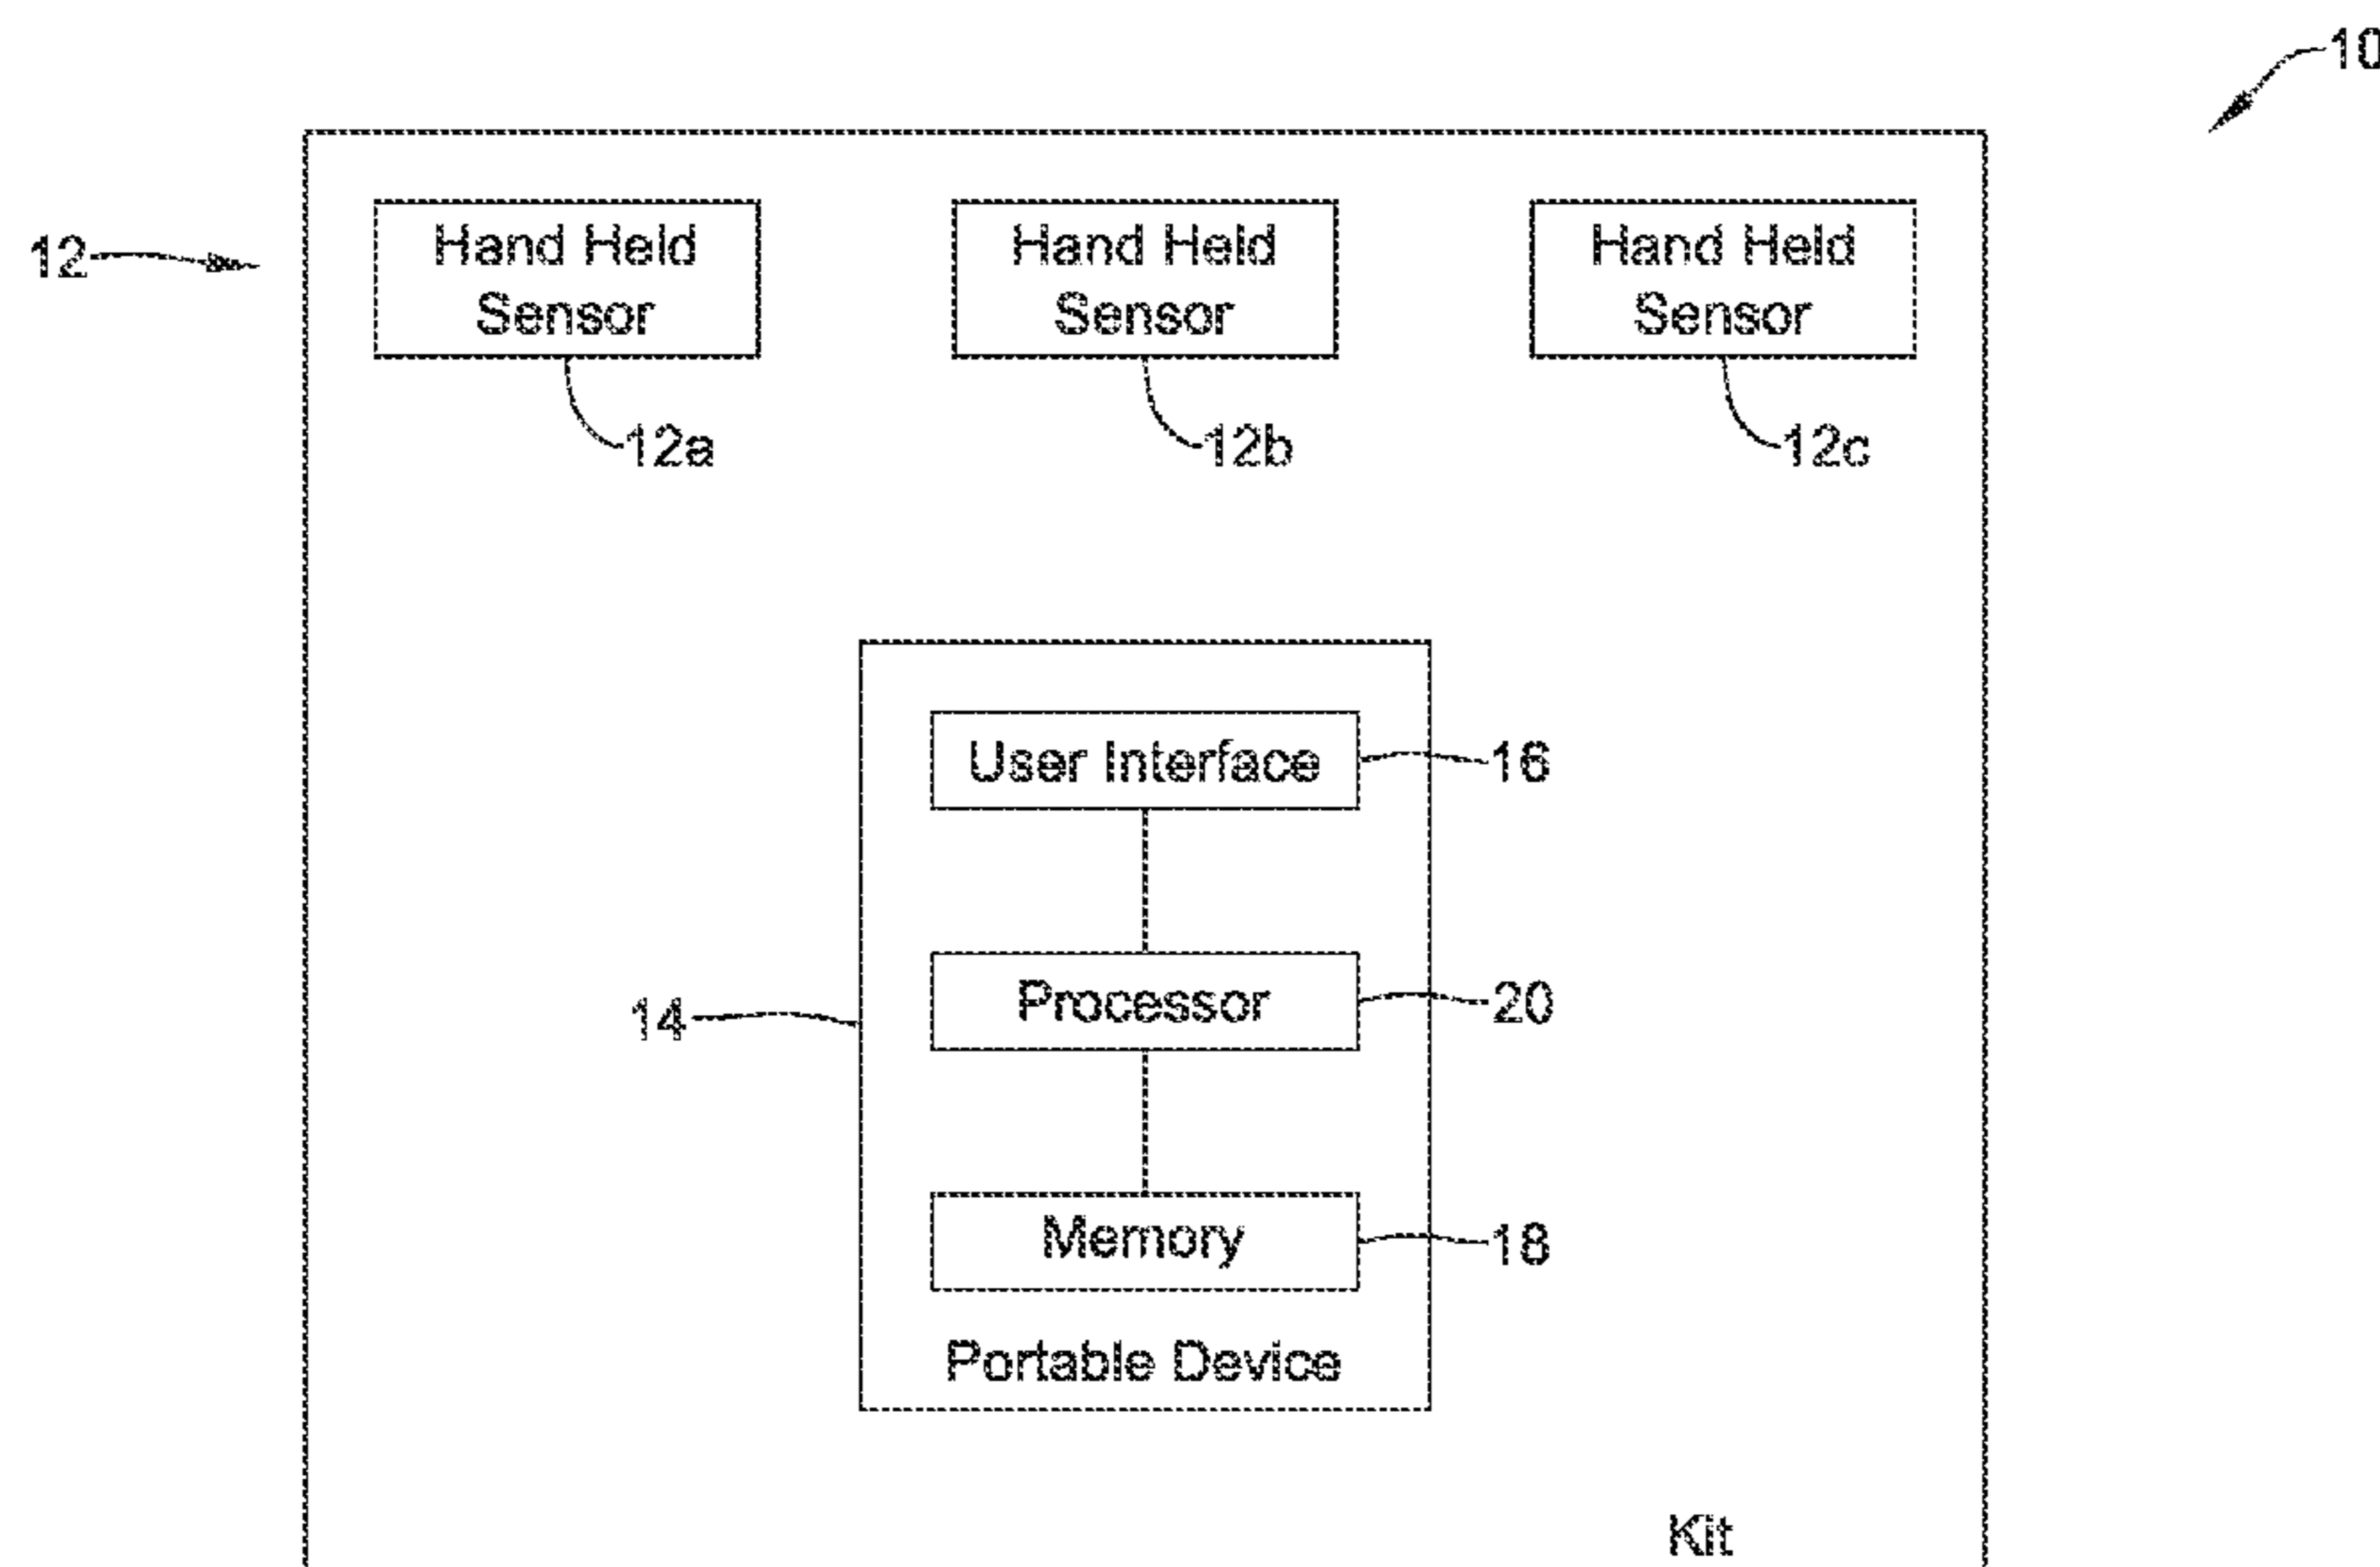 10
12
Hand Held
Sensor
Hand Held
Sensor
Hand Held
Sensor
12a
12b
12c
User Interface
16
14
Processor
20
Memory
18
Portable Device
Kit